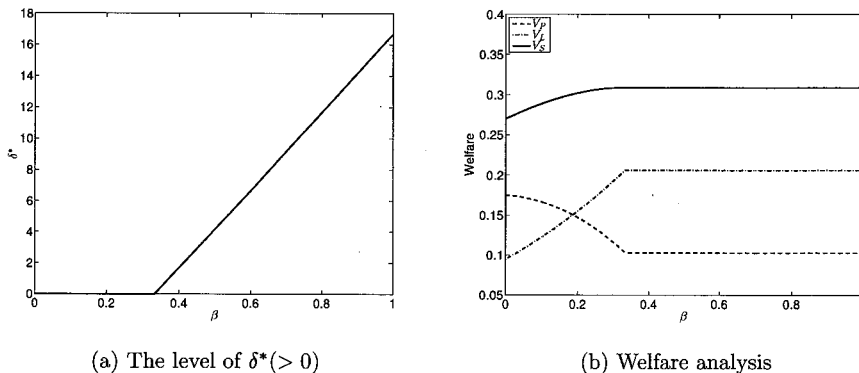 18
16
14
12
10
8
6
4
2
0
δ*
0 0.2 0.4 0.6 0.8 1
β
(a) The level of δ*(> 0)
0.4
0.35
0.3
0.25
0.2
0.15
0.1
0.05
Welfare
V_P
V_L
V_S
0 0.2 0.4 0.6 0.8
β
(b) Welfare analysis